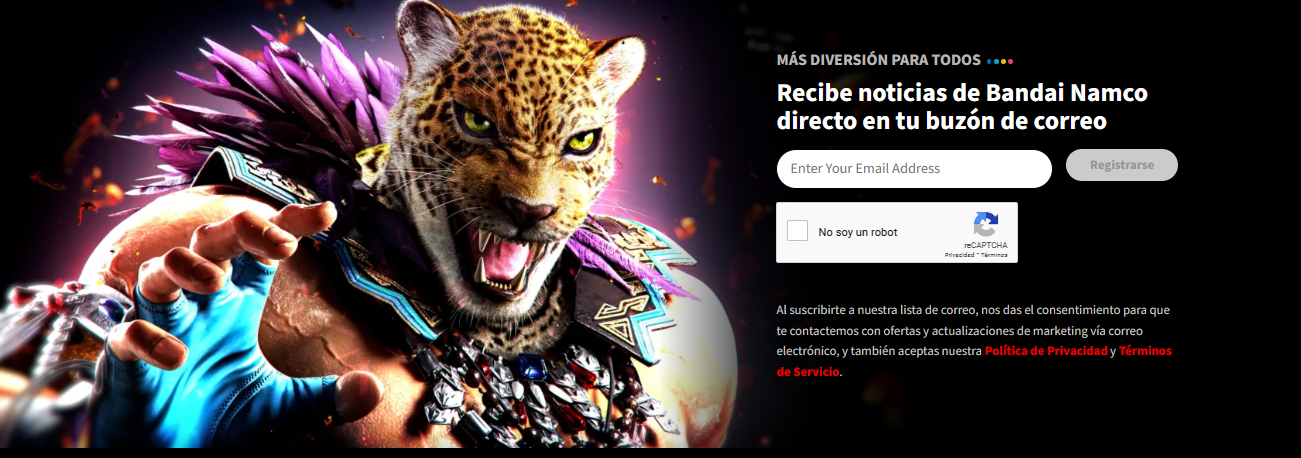 MÁS DIVERSIÓN PARA TODOS
Recibe noticias de Bandai Namco
directo en tu buzón de correo
Enter Your Email Address
Registrarse
No soy un robot
reCAPTCHA
Privacidad - Términos
Al suscribirte a nuestra lista de correo, nos das el consentimiento para que
te contactemos con ofertas y actualizaciones de marketing vía correo
electrónico, y también aceptas nuestra Política de Privacidad y Términos
de Servicio.